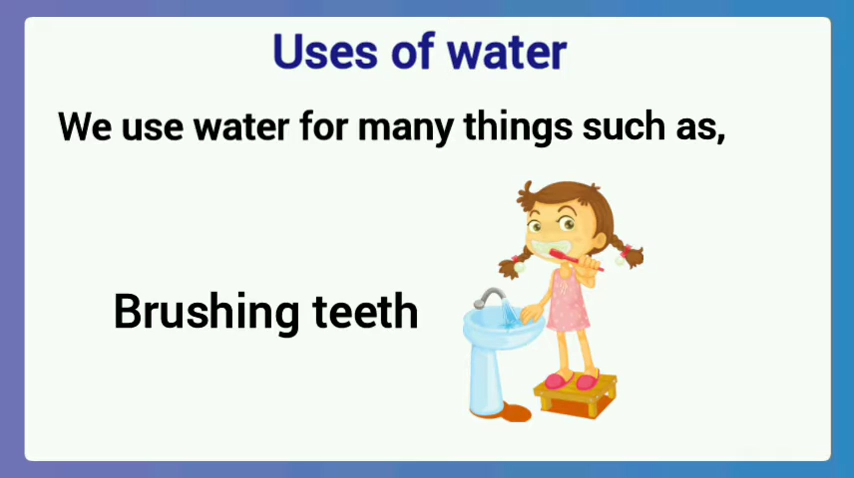 Uses of water
We use water for many things such as,
Brushing teeth